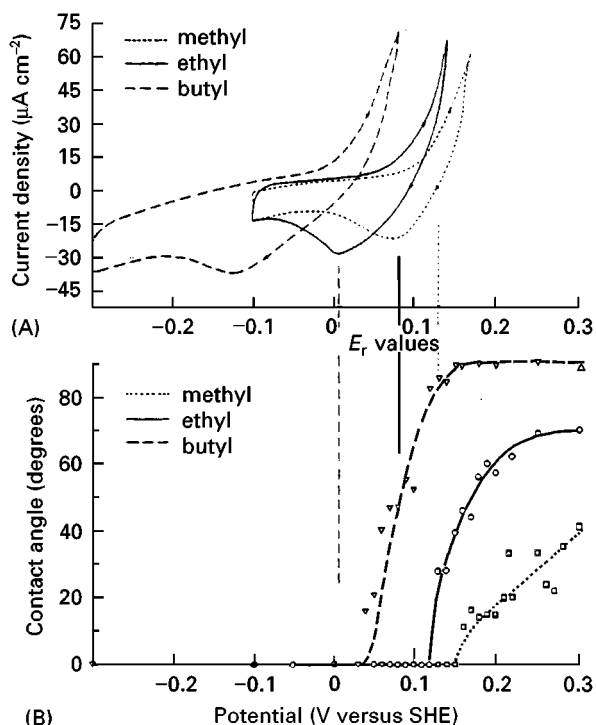 75
60
45
30
15
0
−15
−30
−45
Current density (μA cm⁻²)
methyl
ethyl
butyl
(A)
−0.2
−0.1
0
0.1
0.2
0.3
E_r values
80
60
40
20
0
Contact angle (degrees)
methyl
ethyl
butyl
−0.2
−0.1
0
0.1
0.2
0.3
(B)
Potential (V versus SHE)